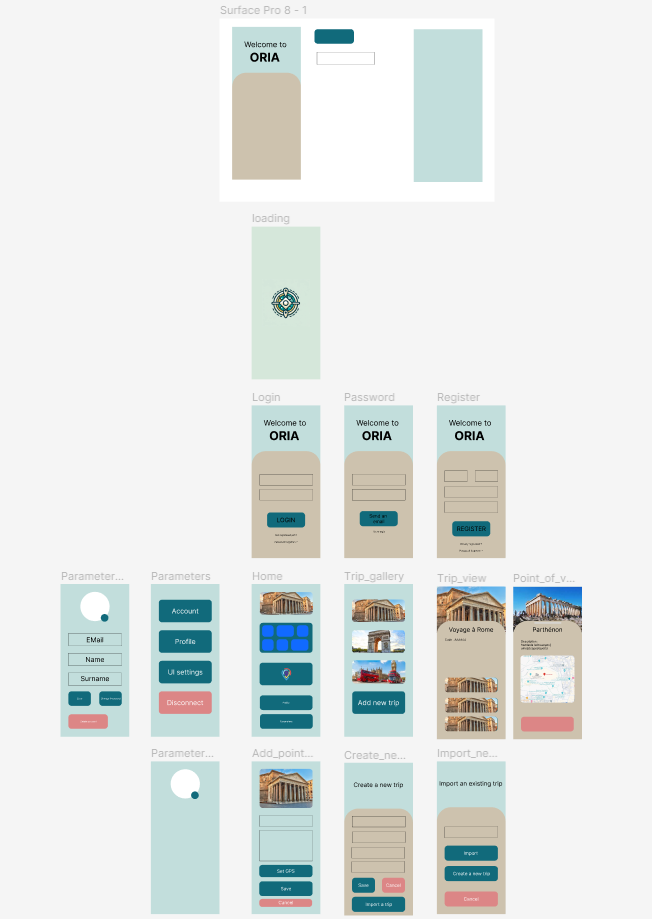 Surface Pro 8 - 1
Welcome to
ORIA
loading
Login
Password
Register
Welcome to
ORIA
Welcome to
ORIA
Welcome to
ORIA
LOGIN
Send an
email
REGISTER
Parameter...
Parameters
Home
Trip_gallery
Trip_view
Point_of_v...
EMail
Name
Surname
Account
Profile
UI settings
Disconnect
Add new trip
Voyage à Rome
Parthénon
Description:
Parameter...
Add_point...
Create_ne...
Import_ne...
Set GPS
Save
Cancel
Create a new trip
Save
Cancel
Import a trip
Import an existing trip
Import
Create a new trip
Cancel